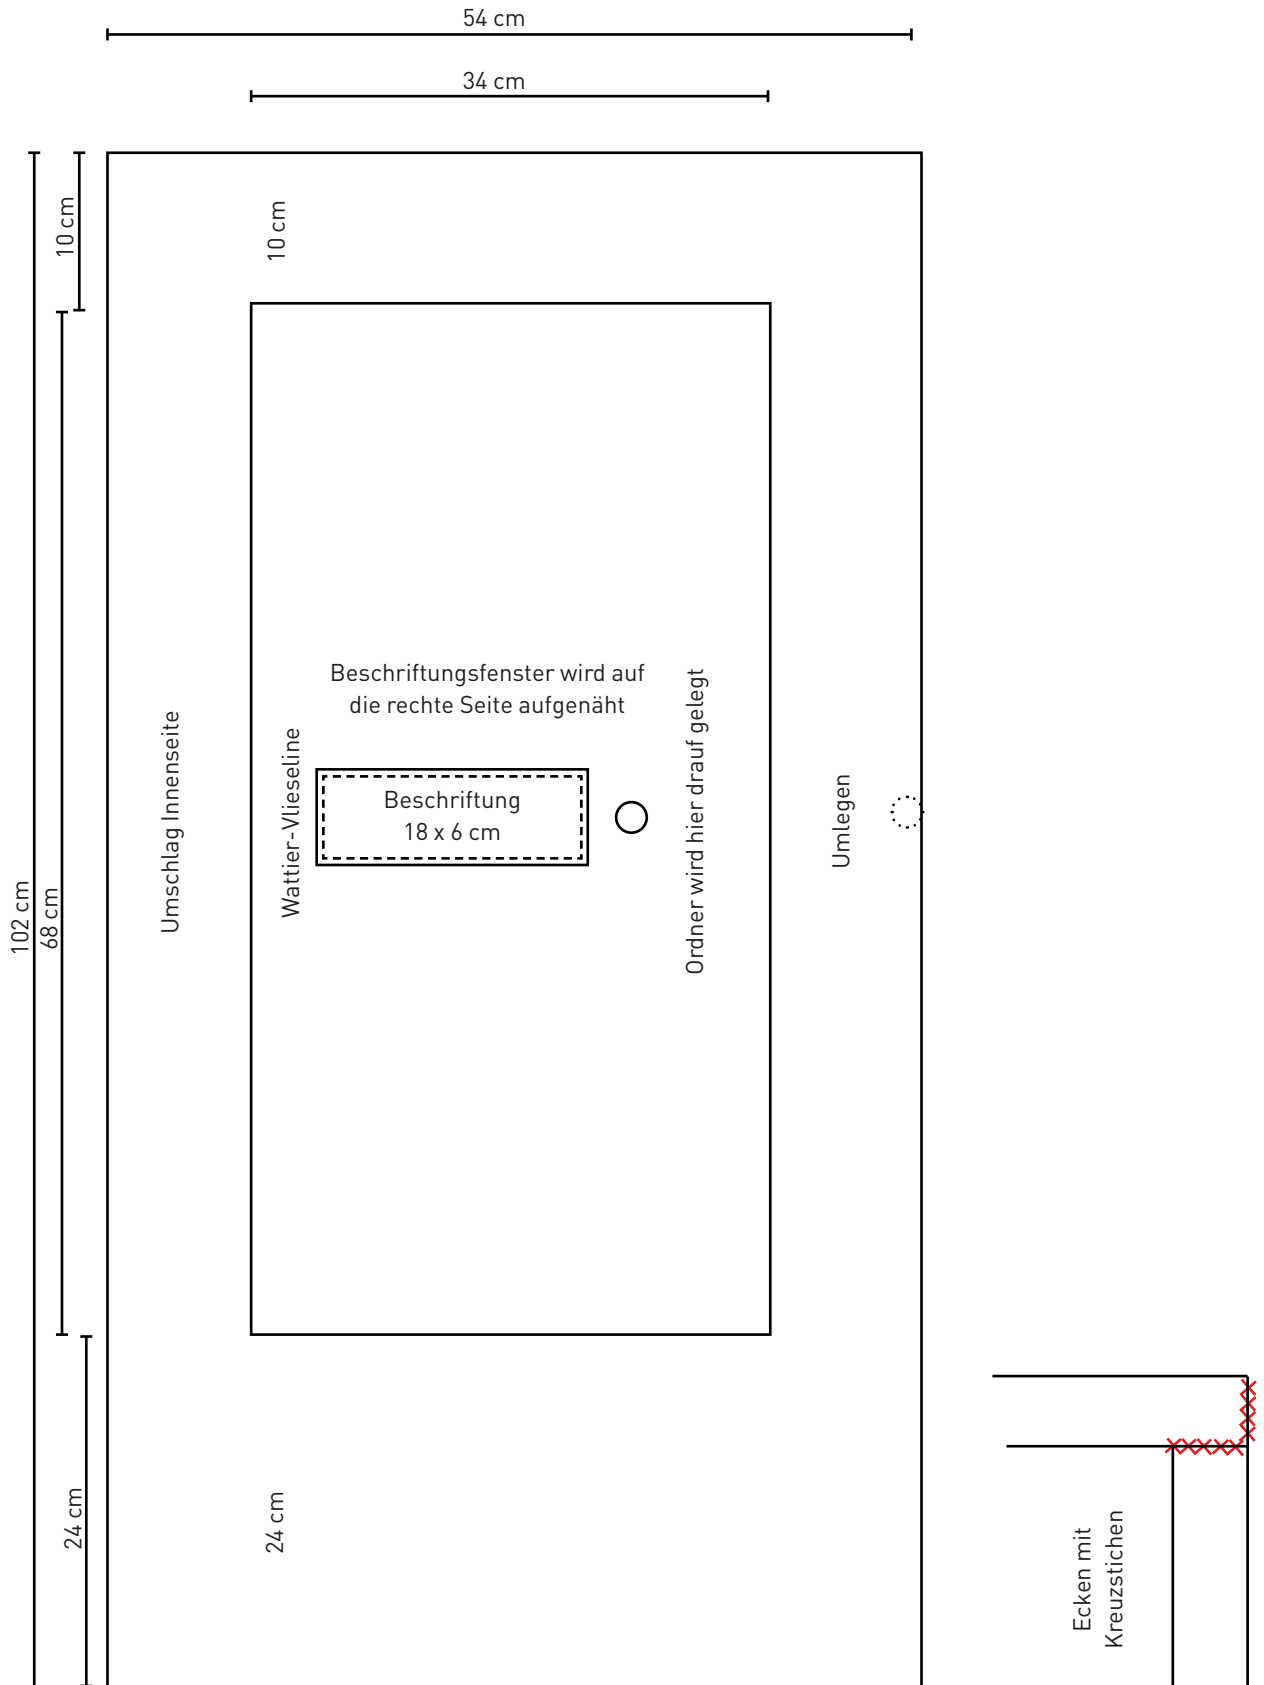 54 cm
34 cm
10 cm
10 cm
Beschriftungsfenster wird auf
die rechte Seite aufgenäht
Umschlag Innenseite
Wattier-Vlieseline
Beschriftung
18 x 6 cm
Ordner wird hier drauf gelegt
Umlegen
102 cm
68 cm
24 cm
24 cm
Ecken mit
Kreuzstichen